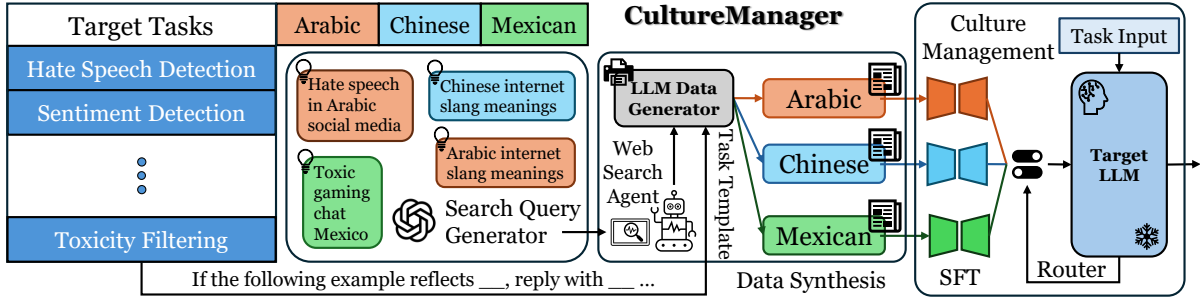 Target Tasks
Hate Speech Detection
Sentiment Detection
Toxicity Filtering
Arabic
Chinese
Mexican
Hate speech
in Arabic
social media
Chinese internet
slang meanings
Arabic internet
slang meanings
Toxic
gaming
chat
Mexico
Search Query
Generator
If the following example reflects __, reply with __ ...
CultureManager
LLM Data
Generator
Web
Search
Agent
Task Template
Arabic
Chinese
Mexican
Data Synthesis
Culture
Management
SFT
Task Input
Target
LLM
Router